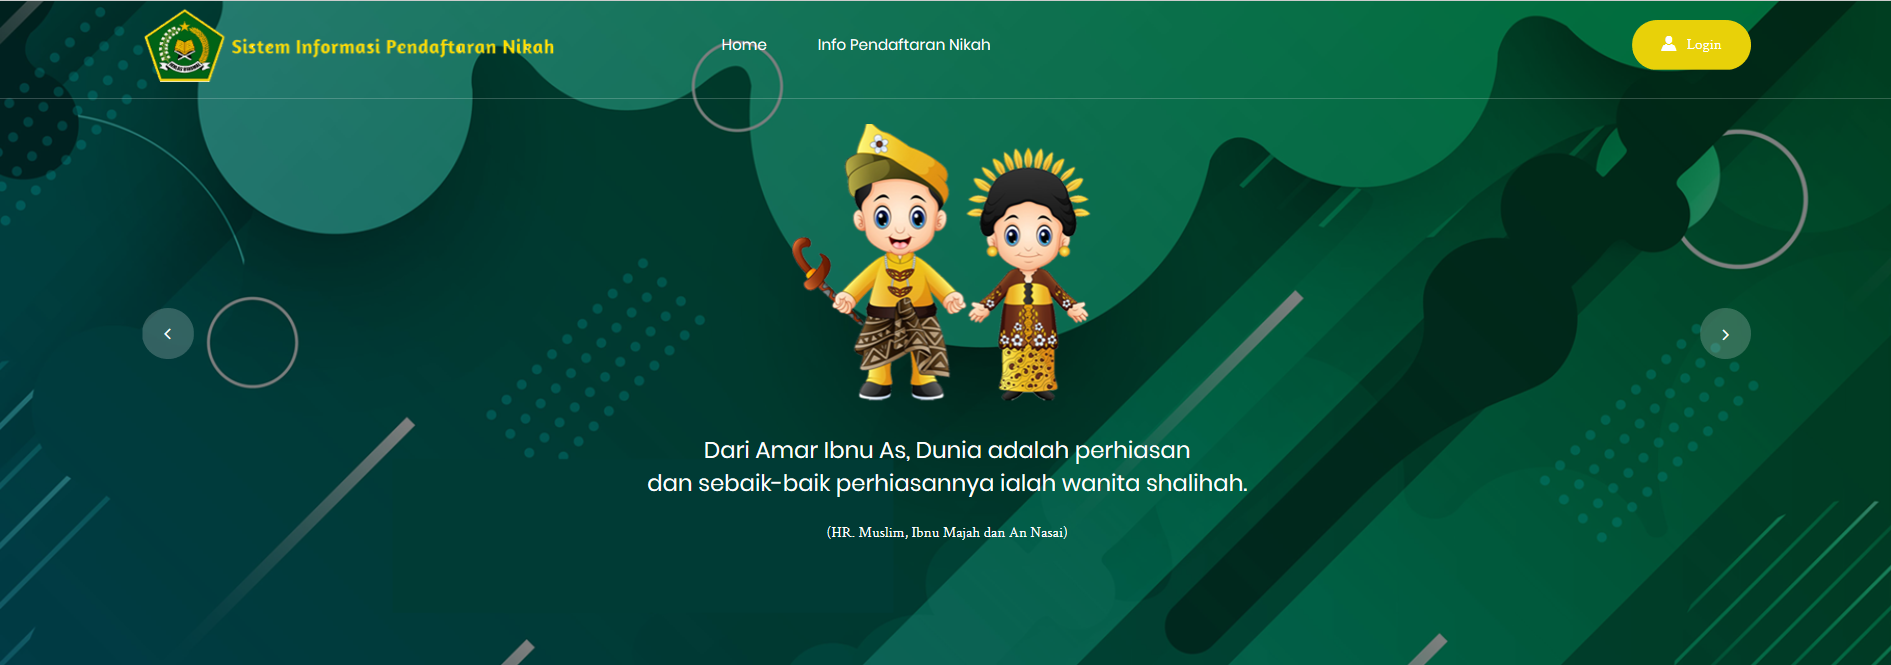 Sistem Informasi Pendaftaran Nikah
Home
Info Pendaftaran Nikah
Login
Dari Amar Ibnu As, Dunia adalah perhiasan
dan sebaik-baik perhiasannya ialah wanita shalihah.
(HR. Muslim, Ibnu Majah dan An Nasai)